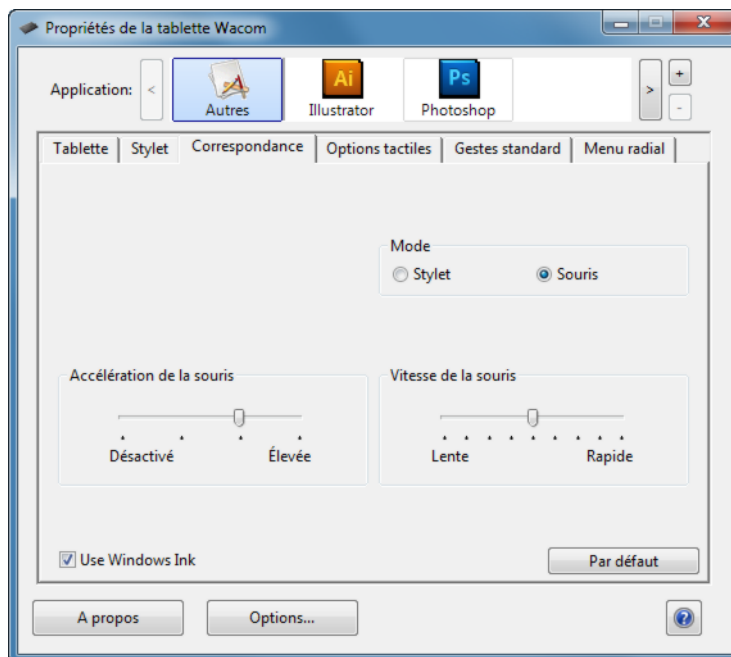 Propriétés de la tablette Wacom
Application: < Ai Ps > +
Autres Illustrator Photoshop -
Tablette Stylet Correspondance Options tactiles Gestes standard Menu radial
Mode
Stylet Souris
Accélération de la souris Vitesse de la souris
Désactivé Élevée Lente Rapide
Use Windows Ink Par défaut
A propos Options... ?